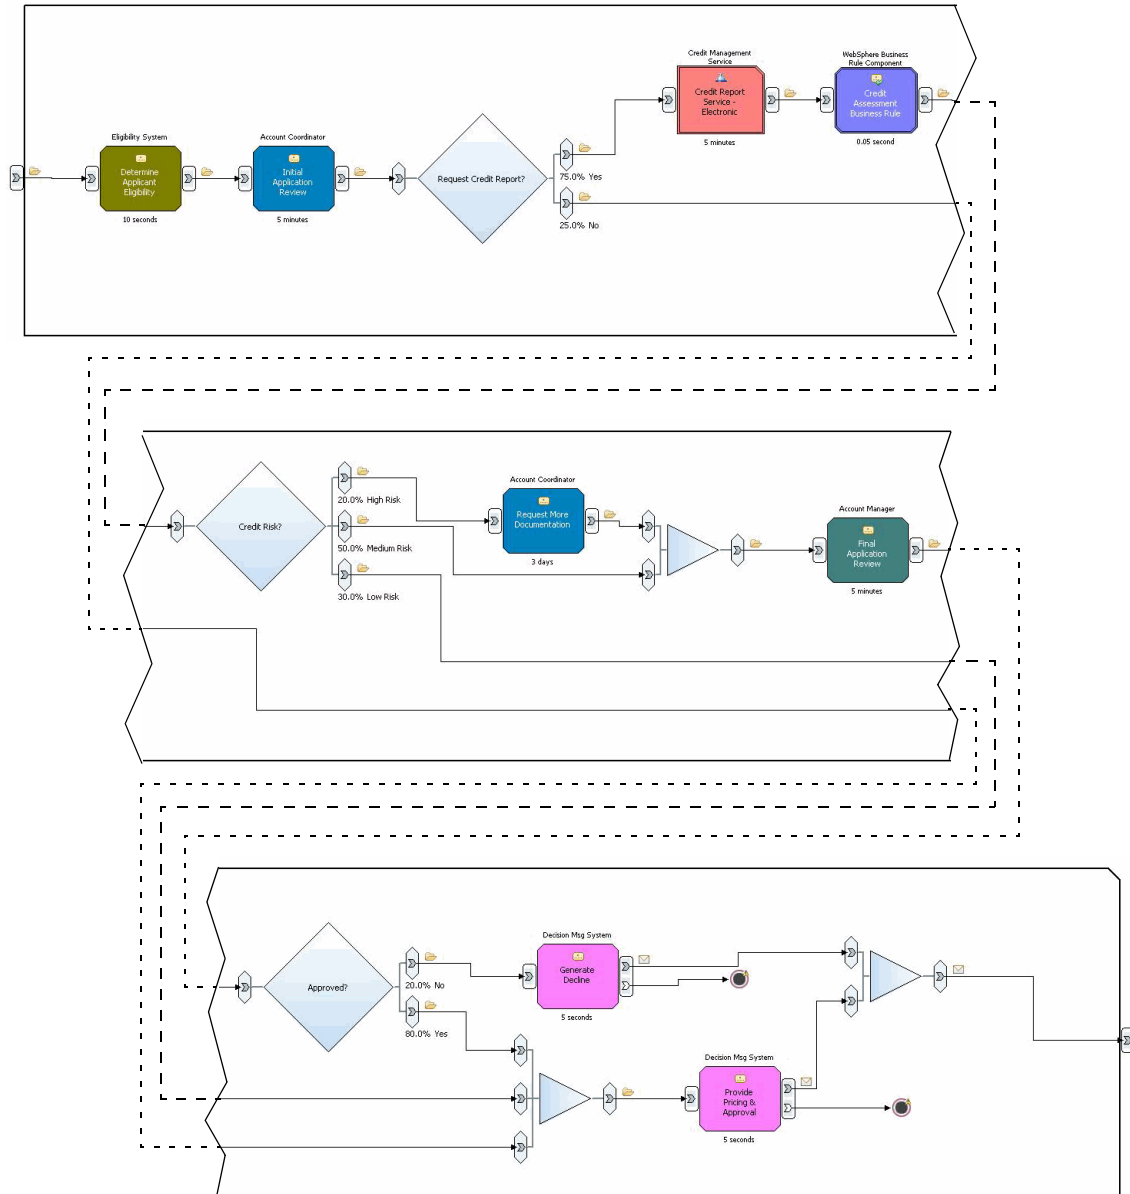 Credit Management
Service
WebSphere Business
Rule Component
Credit Report
Service -
Electronic
Credit
Assessment
Business Rule
5 minutes
0.05 second
Eligibility System
Account Coordinator
Determine
Applicant
Eligibility
Initial
Application
Review
Request Credit Report?
75.0% Yes
25.0% No
10 seconds
5 minutes
Credit Risk?
20.0% High Risk
50.0% Medium Risk
30.0% Low Risk
Account Coordinator
Request More
Documentation
3 days
Account Manager
Final
Application
Review
5 minutes
Approved?
20.0% No
80.0% Yes
Decision Msg System
Generate
Decline
5 seconds
Decision Msg System
Provide
Pricing &
Approval
5 seconds